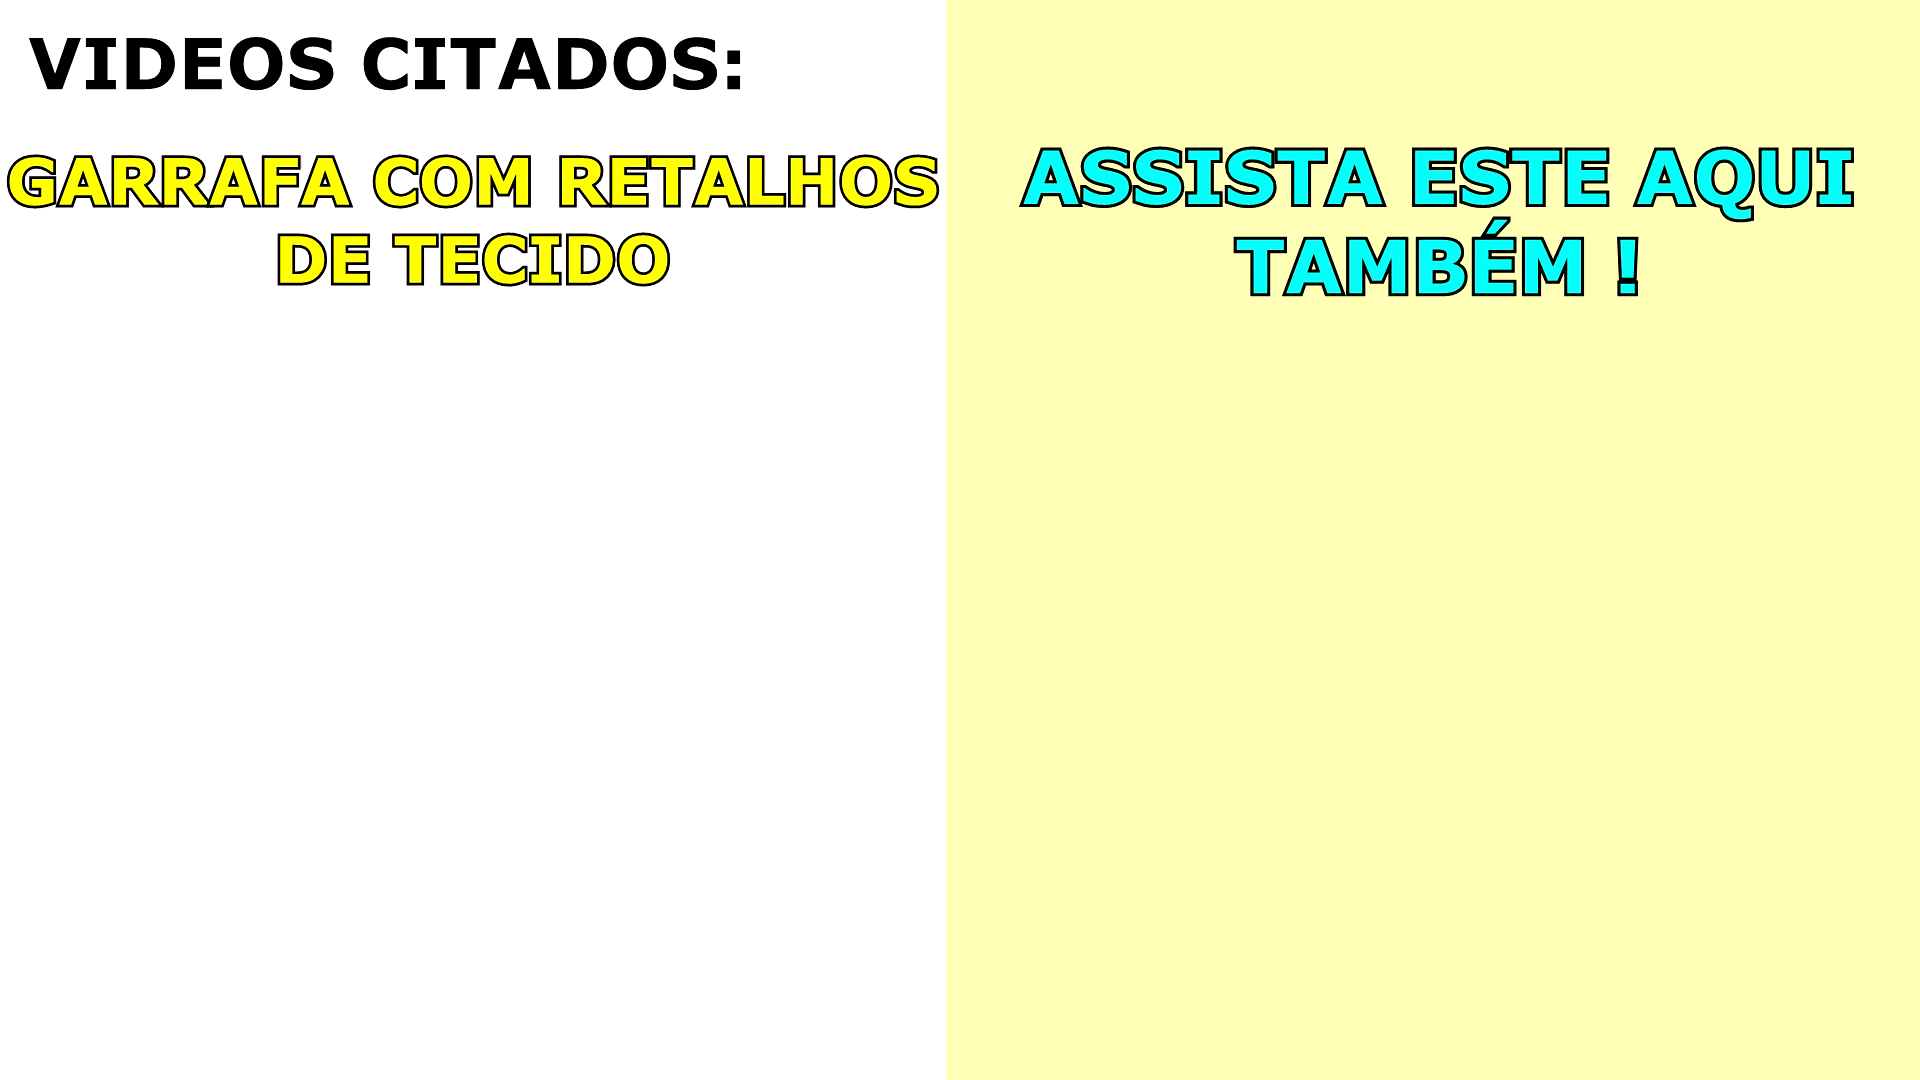 VIDEOS CITADOS:
GARRAFA COM RETALHOS
DE TECIDO
ASSISTA ESTE AQUI
TAMBÉM !